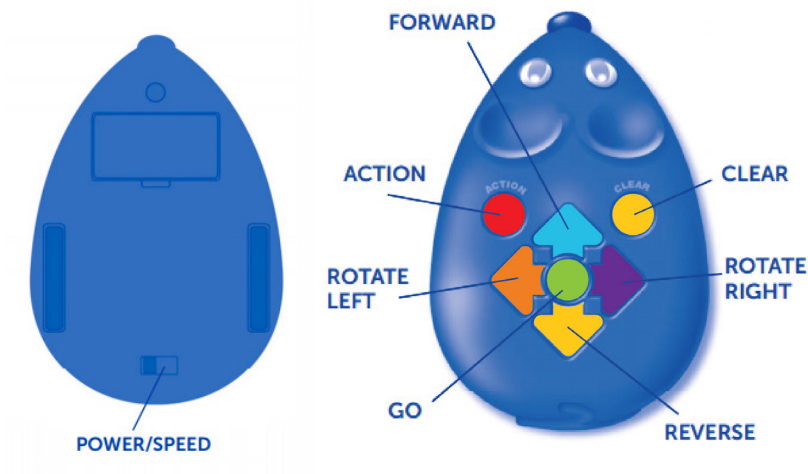 FORWARD
ACTION
CLEAR
ACTION
CLEAR
ROTATE
LEFT
ROTATE
RIGHT
GO
REVERSE
POWER/SPEED